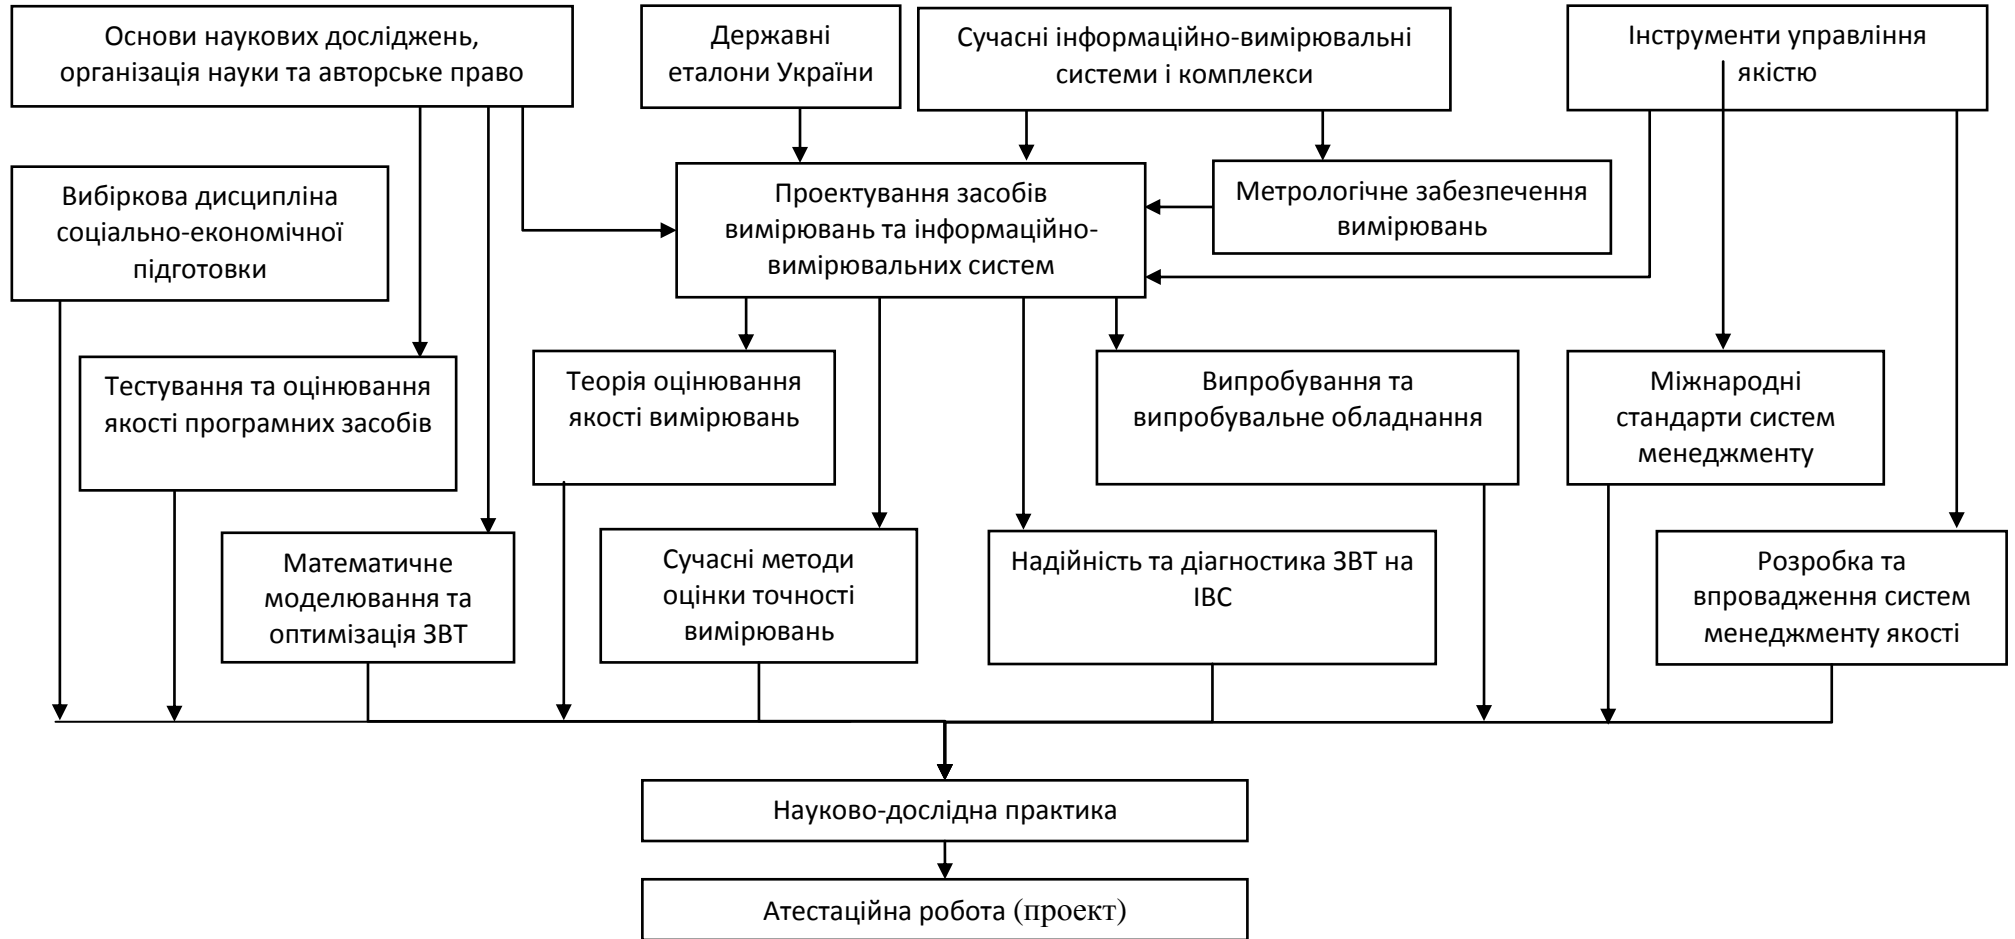 Основи наукових досліджень,
організація науки та авторське право
Державні
еталони України
Сучасні інформаційно-вимірювальні
системи і комплекси
Інструменти управління
якістю
Вибіркова дисципліна
соціально-економічної
підготовки
Проектування засобів
вимірювань та інформаційно-
вимірювальних систем
Метрологічне забезпечення
вимірювань
Тестування та оцінювання
якості програмних засобів
Теорія оцінювання
якості вимірювань
Випробування та
випробувальне обладнання
Міжнародні
стандарти систем
менеджменту
Математичне
моделювання та
оптимізація ЗВТ
Сучасні методи
оцінки точності
вимірювань
Надійність та діагностика ЗВТ на
ІВС
Розробка та
впровадження систем
менеджменту якості
Науково-дослідна практика
Атестаційна робота (проект)